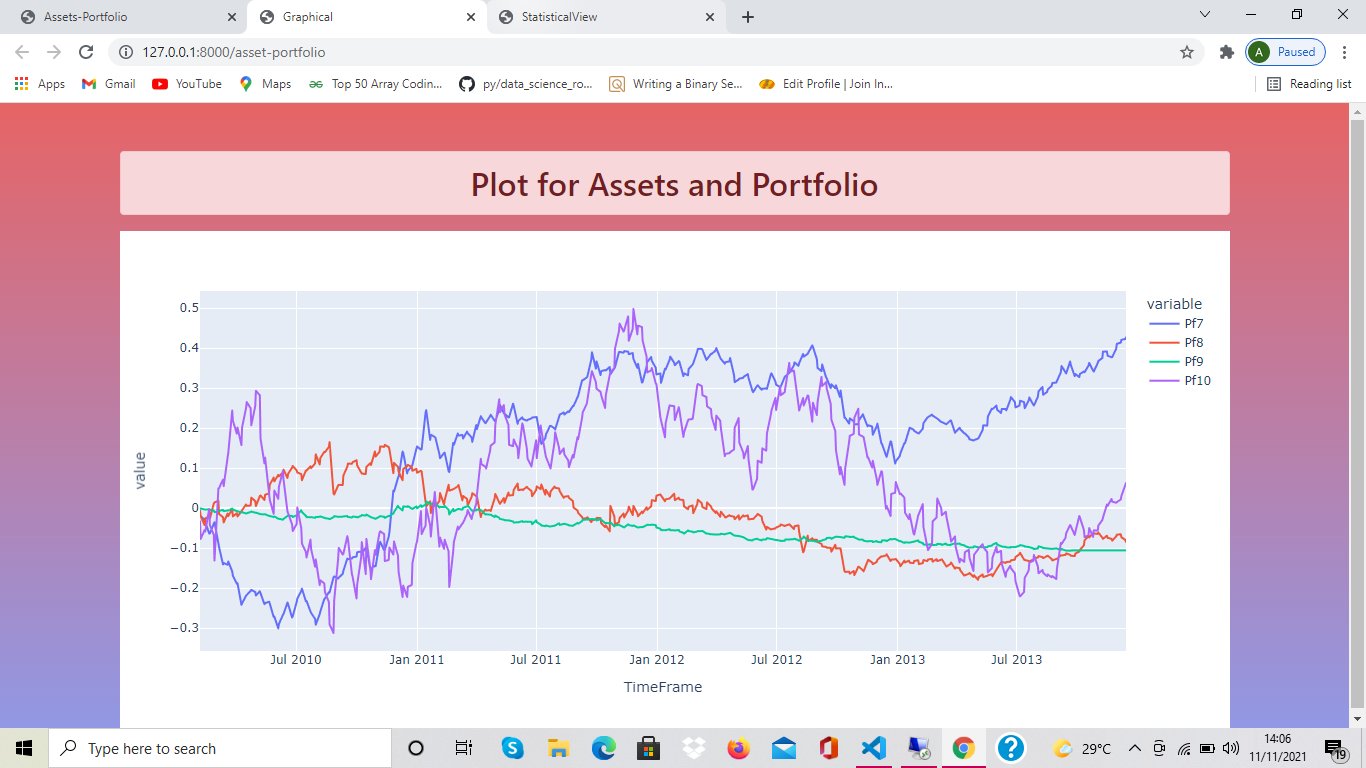 Assets-Portfolio
Graphical
StatisticalView
127.0.0.1:8000/asset-portfolio
A Paused
Apps
Gmail
YouTube
Maps
Top 50 Array Codin...
py/data_science_ro...
Writing a Binary Se...
Edit Profile | Join In...
Reading list
Plot for Assets and Portfolio
value
0.5
0.4
0.3
0.2
0.1
0
−0.1
−0.2
−0.3
Jul 2010
Jan 2011
Jul 2011
Jan 2012
Jul 2012
Jan 2013
Jul 2013
TimeFrame
variable
Pf7
Pf8
Pf9
Pf10
Type here to search
29°C
14:06
11/11/2021
19